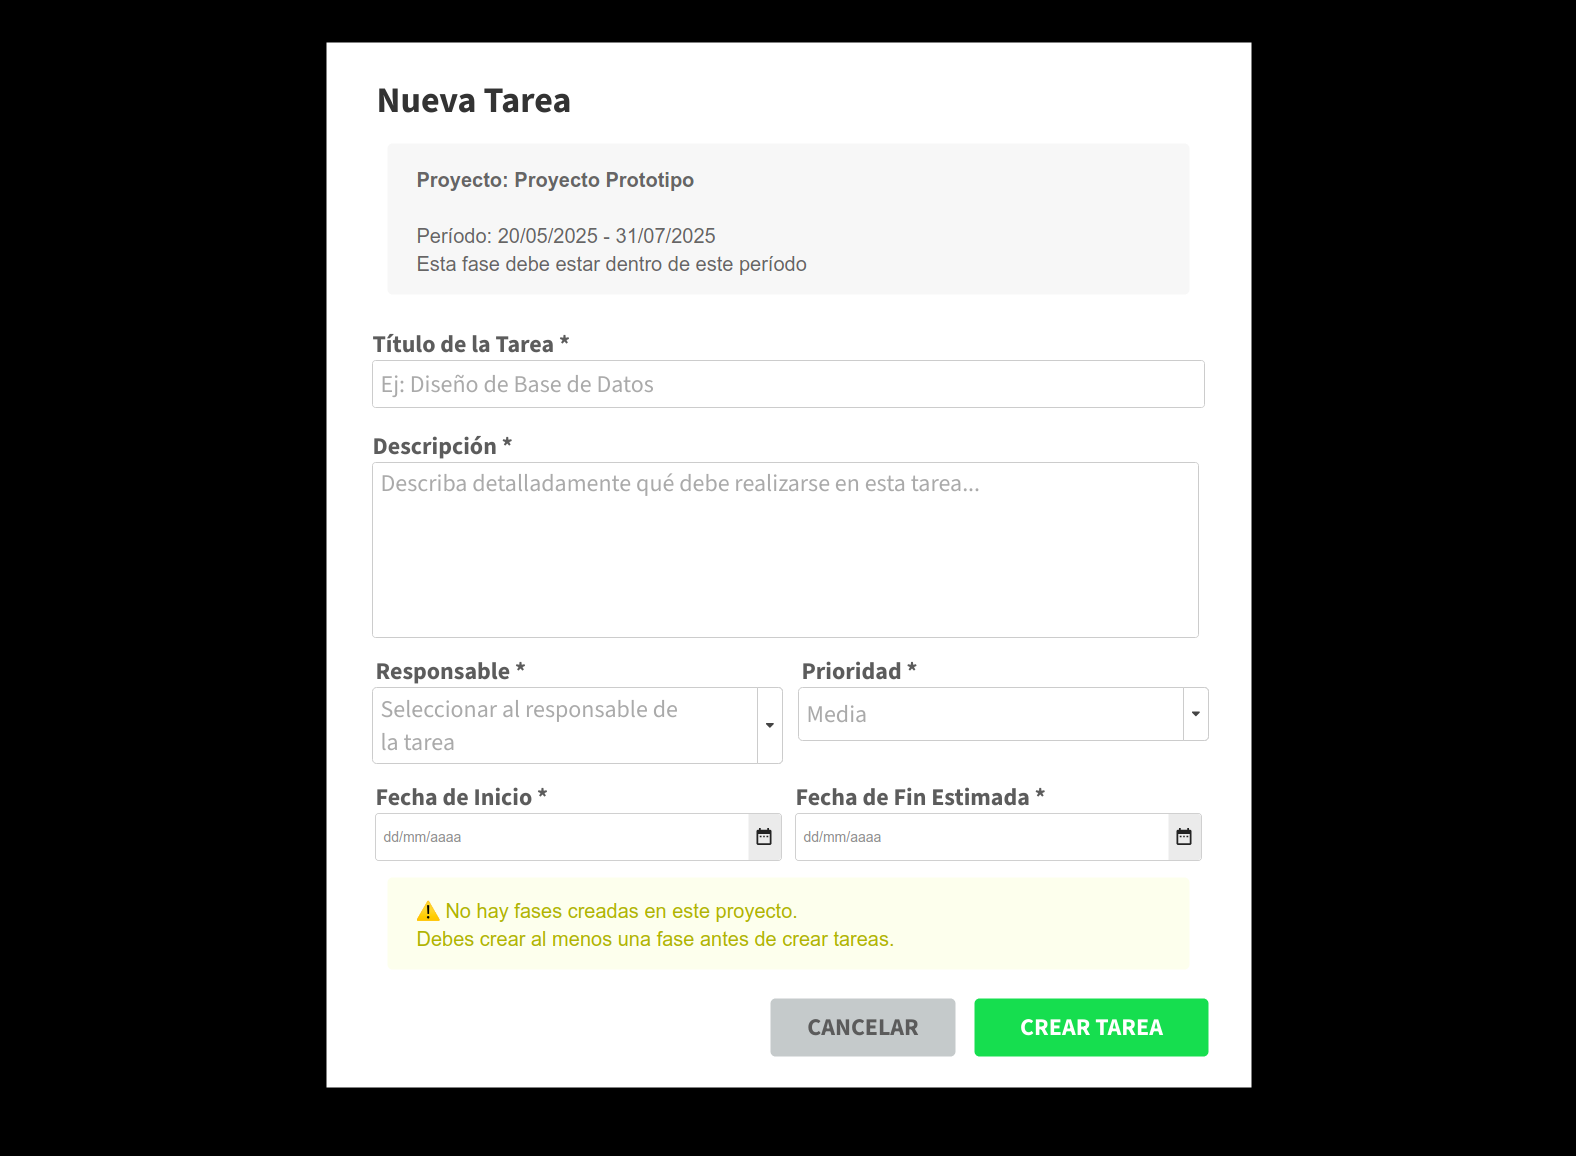 Nueva Tarea
Proyecto: Proyecto Prototipo
Período: 20/05/2025 - 31/07/2025
Esta fase debe estar dentro de este período
Título de la Tarea *
Ej: Diseño de Base de Datos
Descripción *
Describa detalladamente qué debe realizarse en esta tarea...
Responsable *
Seleccionar al responsable de
la tarea
Prioridad *
Media
Fecha de Inicio *
dd/mm/aaaa
Fecha de Fin Estimada *
dd/mm/aaaa
⚠️ No hay fases creadas en este proyecto.
Debes crear al menos una fase antes de crear tareas.
CANCELAR
CREAR TAREA